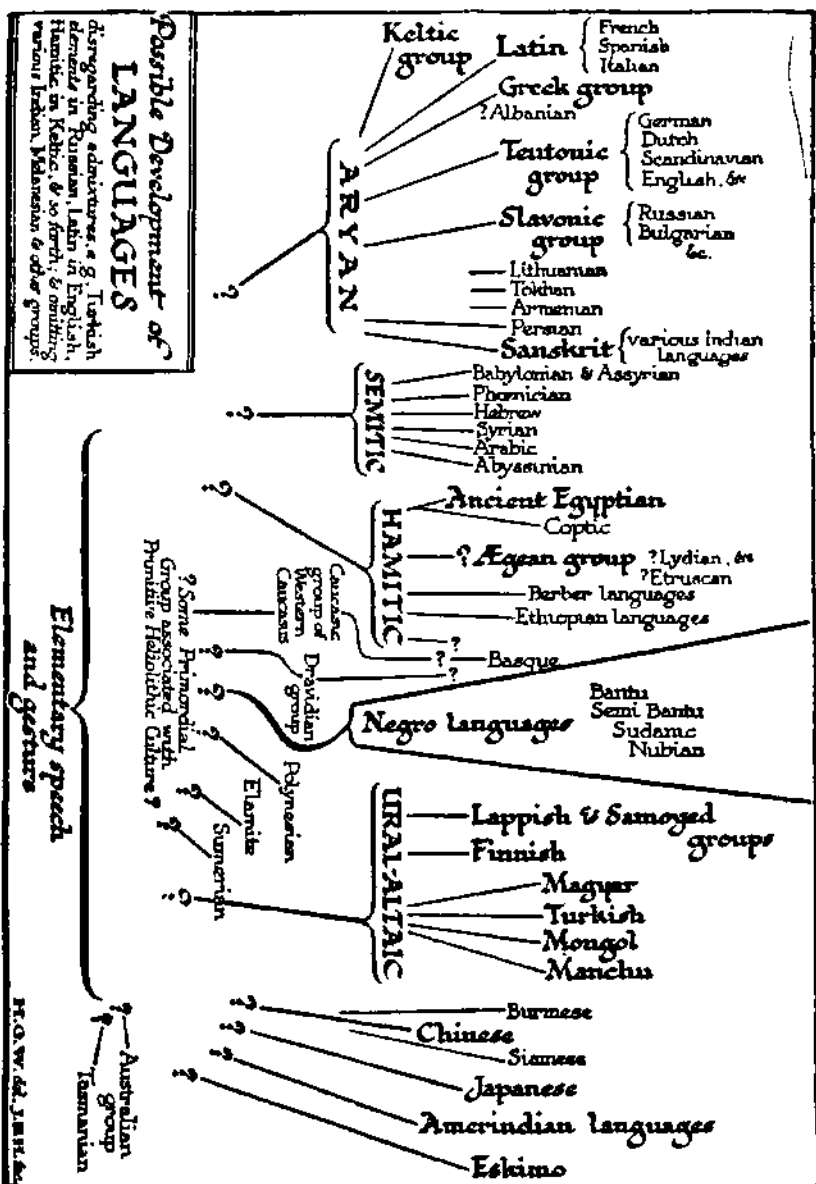 Possible Development of
LANGUAGES
disregarding admixtures, e.g., Turkish
elements in Russian, Latin in English,
Hamitic in Keltic, & so forth; & omitting
various Indian, Melanesian & other groups.
Keltic
group
Latin
French
Spanish
Italian
Greek group
?Albanian
Teutonic
group
German
Dutch
Scandinavian
English, &c
Slavonic
group
Russian
Bulgarian
&c.
Lithuanian
Tokhan
Armenian
Persian
Sanskrit
various Indian
languages
ARYAN
?
Babylonian & Assyrian
Phœnician
Hebrew
Syrian
Arabic
Abyssinian
SEMITIC
?
Ancient Egyptian
Coptic
? Ægean group
?Lydian, &c
?Etruscan
Berber languages
Ethiopian languages
?
HAMITIC
?
? Basque
?
Caucasic
group of
Western
Caucasus
Dravidian
group
?
? Some Primordial
Group associated with
Primitive Heliolithic Culture ?
Negro languages
Bantu
Semi Bantu
Sudanic
Nubian
?
Polynesian
?
Elamite
?
Sumerian
?
Lappish & Samoyed
groups
Finnish
Magyar
Turkish
Mongol
Manchu
URAL-ALTAIC
?
Burmese
Chinese
Siamese
?
Japanese
?
Amerindian languages
?
Eskimo
?
Elementary speech
and gesture
?
Australian
group
?
Tasmanian
H.G.W. del. J.F.H. &c